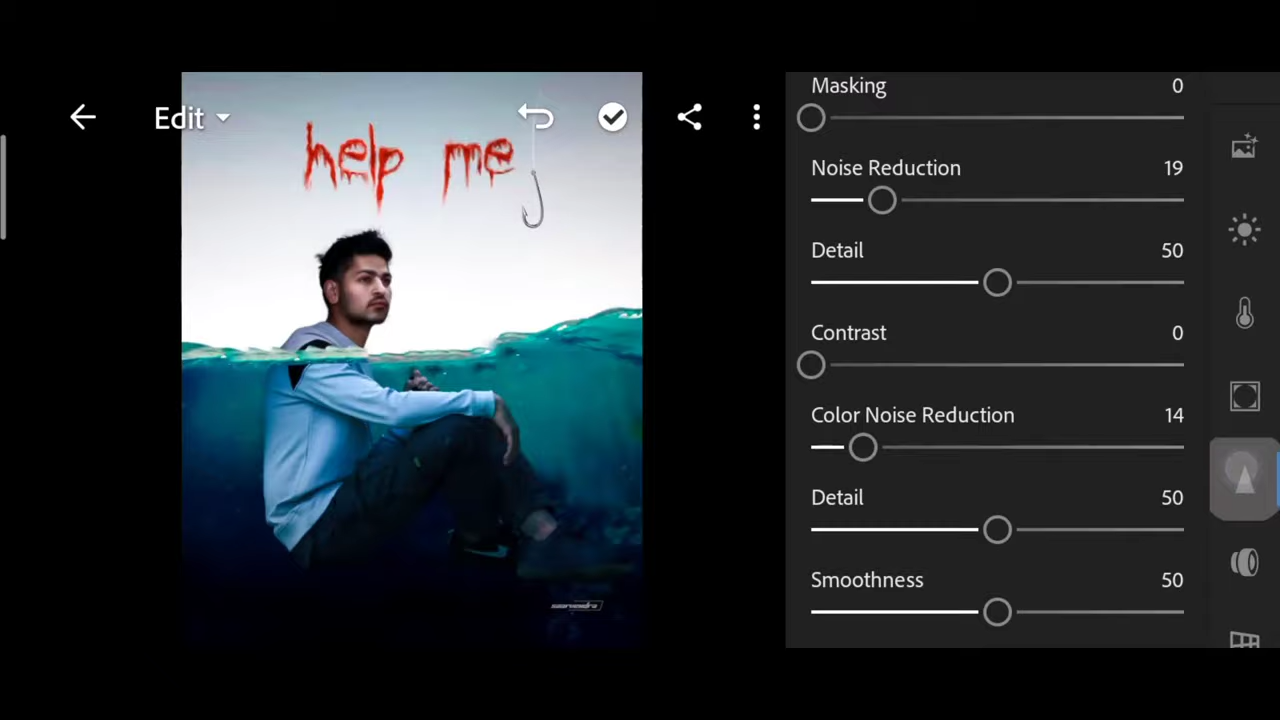 Edit
help me
Masking 0
Noise Reduction 19
Detail 50
Contrast 0
Color Noise Reduction 14
Detail 50
Smoothness 50